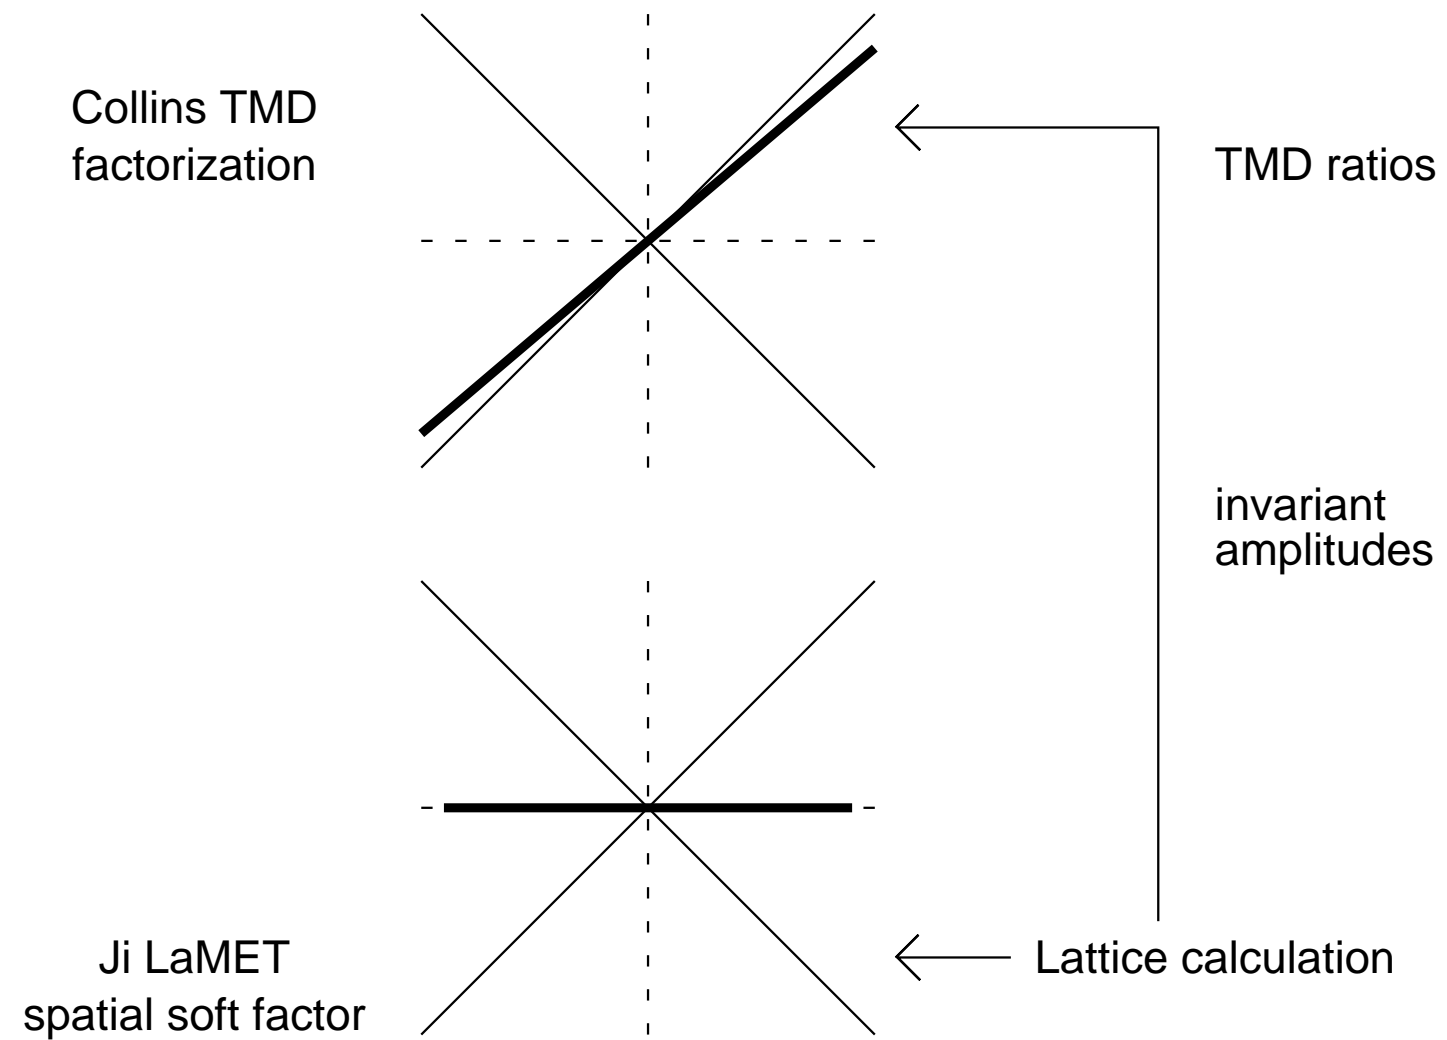 Collins TMD
factorization
TMD ratios
invariant
amplitudes
Ji LaMET
spatial soft factor
Lattice calculation